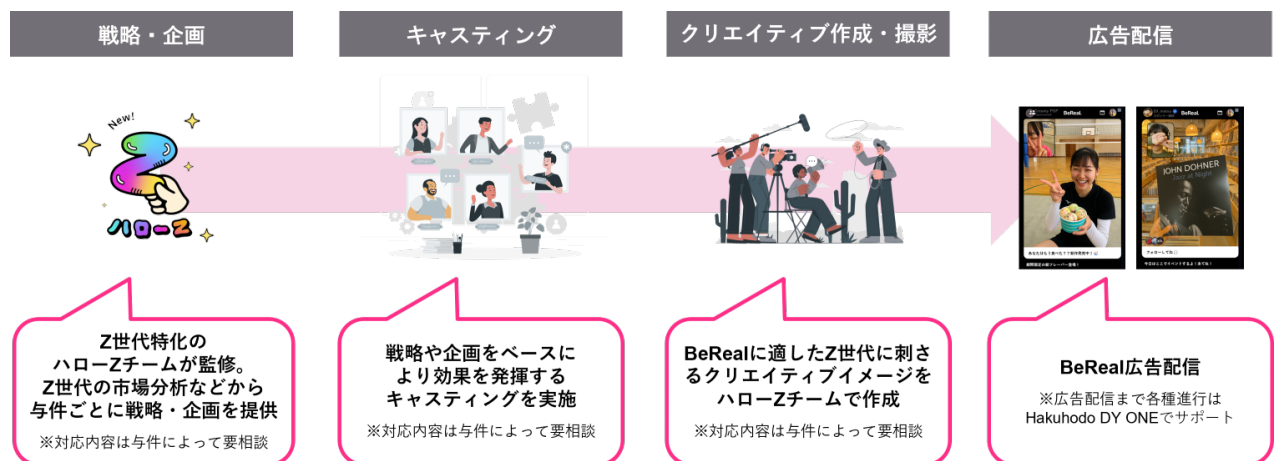 戦略・企画
キャスティング
クリエイティブ作成・撮影
広告配信
New!
ハローZ
BeReal.
BeReal.
JOHN DOHNER
Jazz at Night
Z世代特化の
ハローZチームが監修。
Z世代の市場分析などから
与件ごとに戦略・企画を提供
※対応内容は与件によって要相談
戦略や企画をベースに
より効果を発揮する
キャスティングを実施
※対応内容は与件によって要相談
BeRealに適したZ世代に刺さ
るクリエイティブイメージを
ハローZチームで作成
※対応内容は与件によって要相談
BeReal広告配信
※広告配信まで各種進行は
Hakuhodo DY ONEでサポート